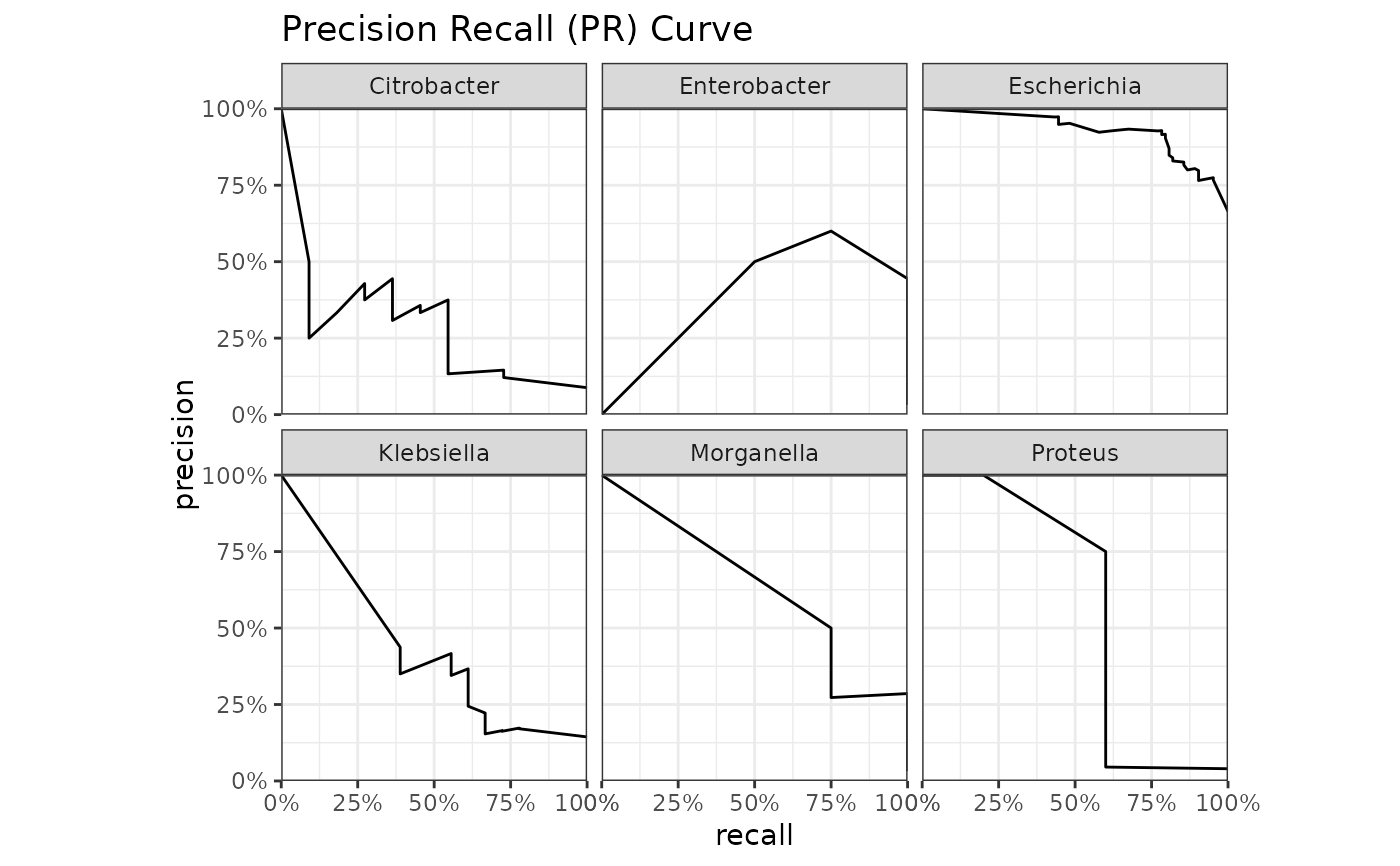 Precision Recall (PR) Curve
Citrobacter Enterobacter Escherichia
100%
75%
50%
25%
0%
precision
Klebsiella Morganella Proteus
100%
75%
50%
25%
0%
0% 25% 50% 75% 100% 0% 25% 50% 75% 100% 0% 25% 50% 75% 100%
recall